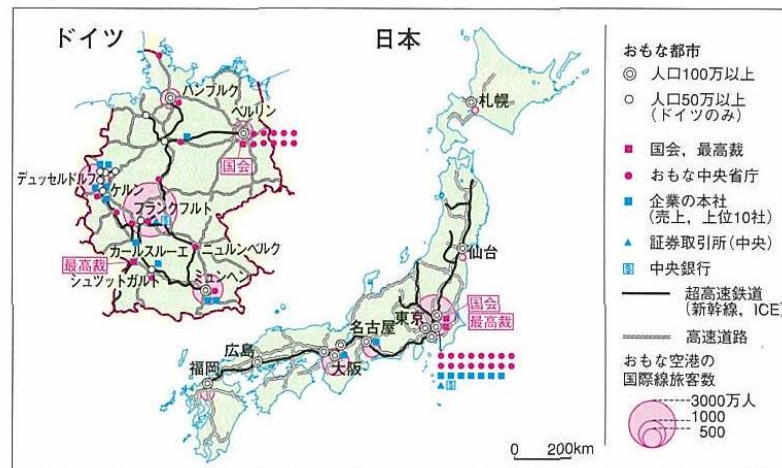 ドイツ
ハンブルク
ベルリン
国会
デュッセルドルフ
ケルン
フランクフルト
カールスルーエ
ニュルンベルク
最高裁
シュツットガルト
ミュンヘン
日本
札幌
仙台
国会
最高裁
東京
名古屋
大阪
広島
福岡
0 200km
おもな都市
人口100万以上
人口50万以上
(ドイツのみ)
国会, 最高裁
おもな中央省庁
企業の本社
(売上, 上位10社)
証券取引所(中央)
中央銀行
超高速鉄道
(新幹線, ICE)
高速道路
おもな空港の
国際線旅客数
3000万人
1000
500